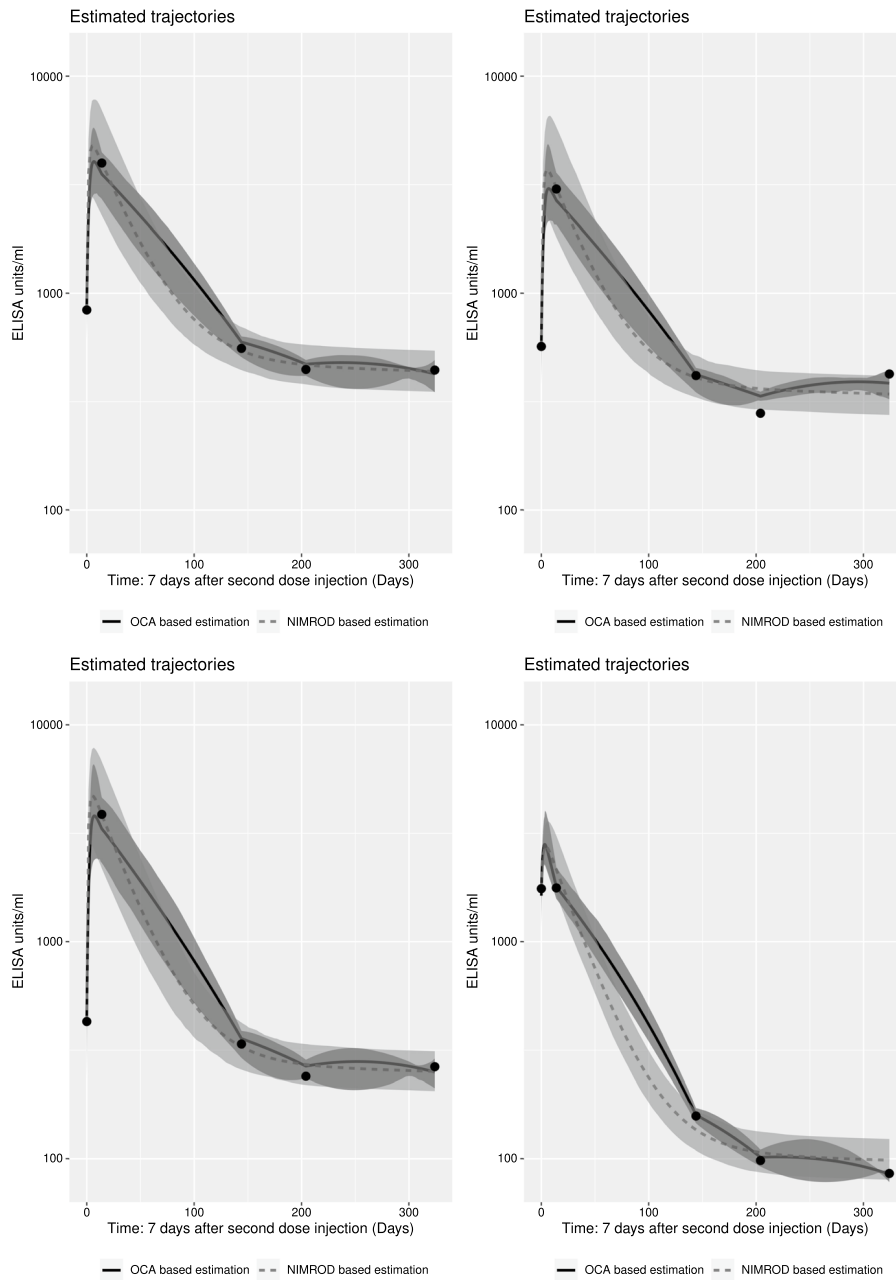 Estimated trajectories
10000
1000
100
ELISA units/ml
0 100 200 300
Time: 7 days after second dose injection (Days)
OCA based estimation NIMROD based estimation
Estimated trajectories
10000
1000
100
ELISA units/ml
0 100 200 300
Time: 7 days after second dose injection (Days)
OCA based estimation NIMROD based estimation
Estimated trajectories
10000
1000
100
ELISA units/ml
0 100 200 300
Time: 7 days after second dose injection (Days)
OCA based estimation NIMROD based estimation
Estimated trajectories
10000
1000
100
ELISA units/ml
0 100 200 300
Time: 7 days after second dose injection (Days)
OCA based estimation NIMROD based estimation